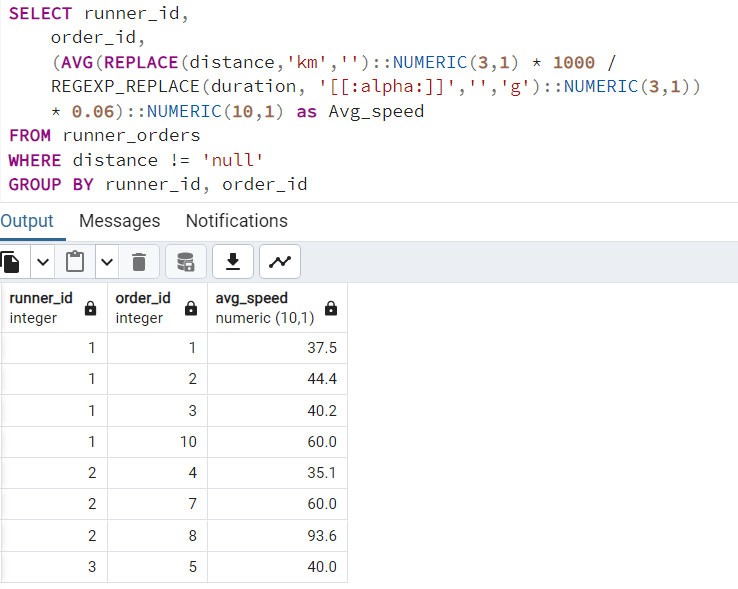 SELECT runner_id,
order_id,
(AVG(REPLACE(distance,'km','')::NUMERIC(3,1) * 1000 /
REGEXP_REPLACE(duration, '[[:alpha:]]','','g')::NUMERIC(3,1))
* 0.06)::NUMERIC(10,1) as Avg_speed
FROM runner_orders
WHERE distance != 'null'
GROUP BY runner_id, order_id
Output Messages Notifications
runner_id order_id avg_speed
integer integer numeric (10,1)
1 1 37.5
1 2 44.4
1 3 40.2
1 10 60.0
2 4 35.1
2 7 60.0
2 8 93.6
3 5 40.0